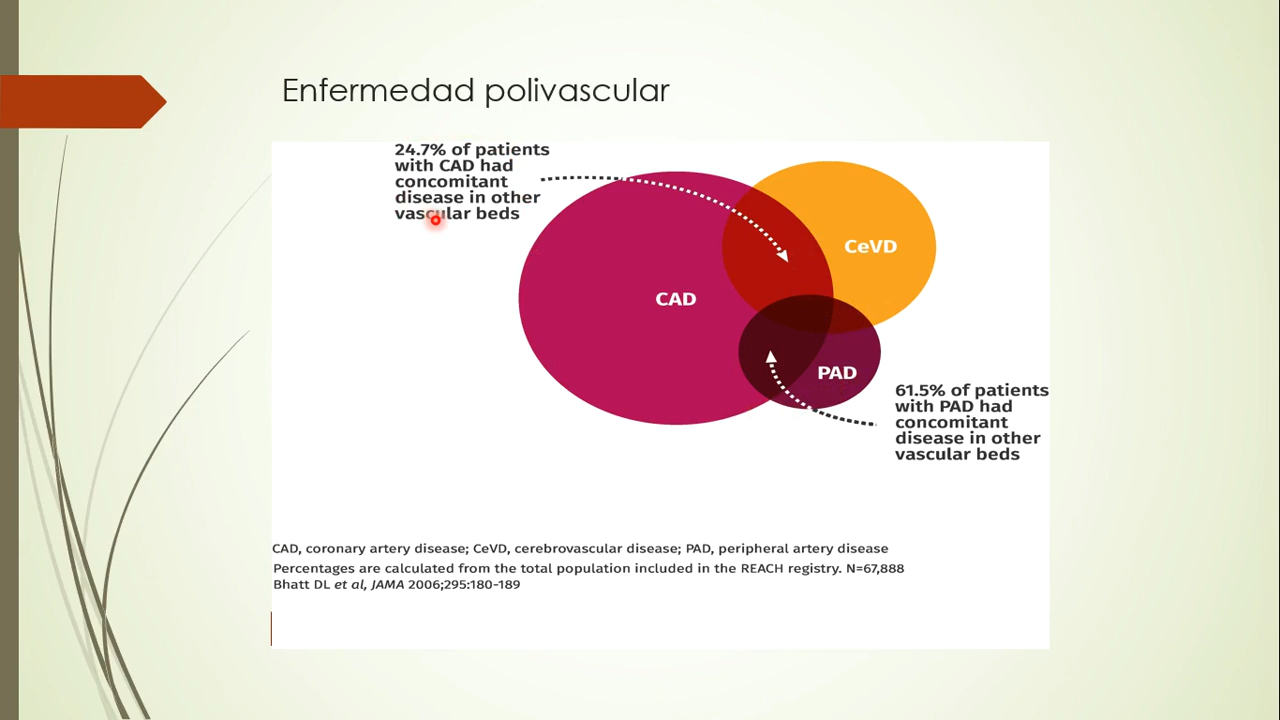 Enfermedad polivascular
24.7% of patients
with CAD had
concomitant
disease in other
vascular beds
CeVD
CAD
PAD
61.5% of patients
with PAD had
concomitant
disease in other
vascular beds
CAD, coronary artery disease; CeVD, cerebrovascular disease; PAD, peripheral artery disease
Percentages are calculated from the total population included in the REACH registry. N=67,888
Bhatt DL et al, JAMA 2006;295:180-189